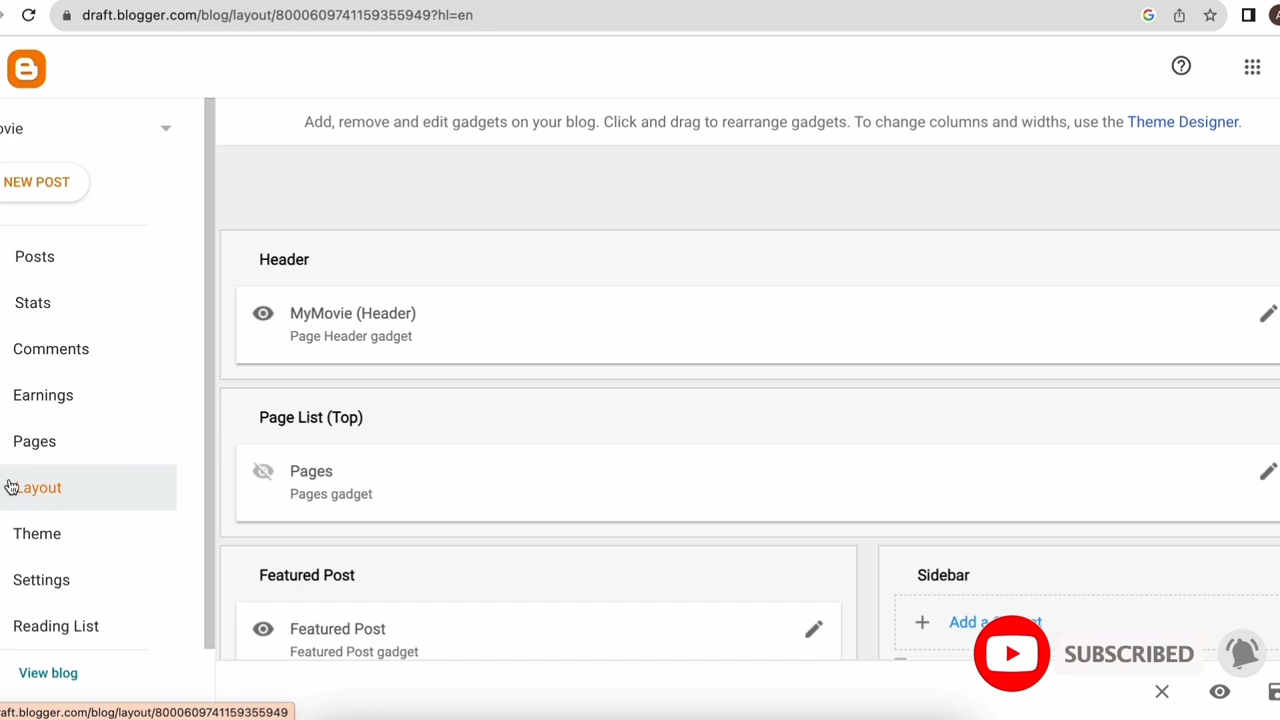 draft.blogger.com/blog/layout/8000609741159355949?hl=en
ovie
Add, remove and edit gadgets on your blog. Click and drag to rearrange gadgets. To change columns and widths, use the Theme Designer.
NEW POST
Posts
Stats
Comments
Earnings
Pages
Layout
Theme
Settings
Reading List
View blog
Header
MyMovie (Header)
Page Header gadget
Page List (Top)
Pages
Pages gadget
Featured Post
Featured Post
Featured Post gadget
Sidebar
Add a
SUBSCRIBED
aft.blogger.com/blog/layout/8000609741159355949